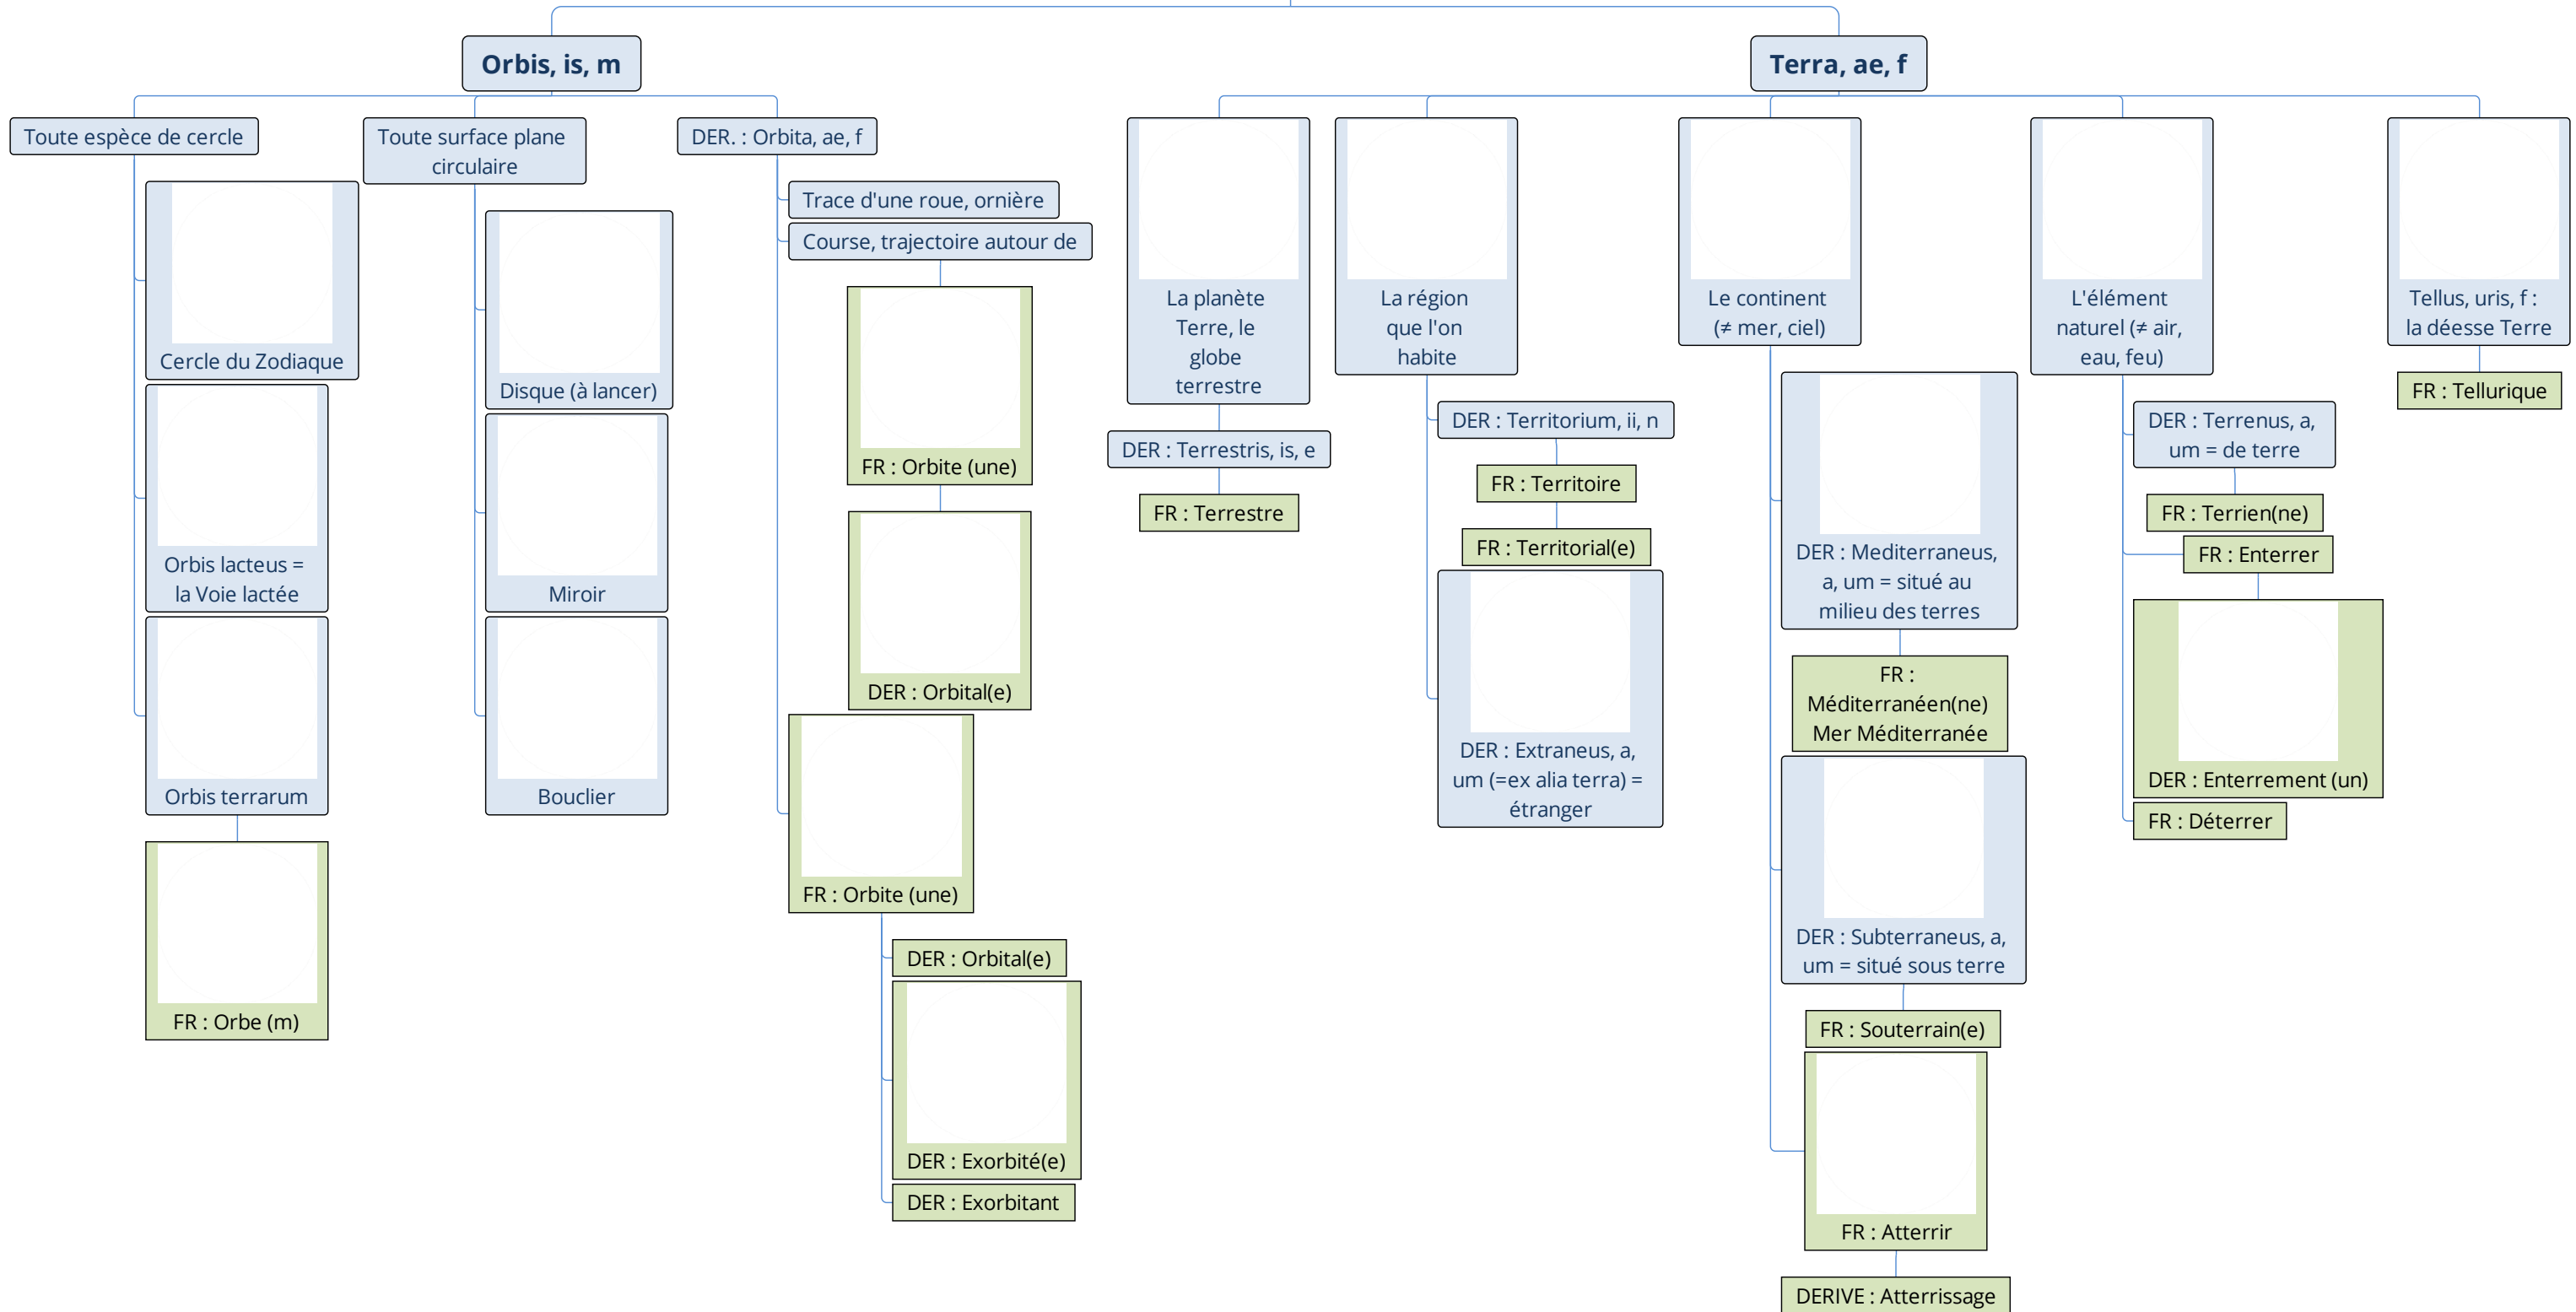 Orbis, is, m
Toute espèce de cercle
Cercle du Zodiaque
Orbis lacteus =
la Voie lactée
Orbis terrarum
FR : Orbe (m)
Toute surface plane
circulaire
Disque (à lancer)
Miroir
Bouclier
DER. : Orbita, ae, f
Trace d'une roue, ornière
Course, trajectoire autour de
FR : Orbite (une)
DER : Orbital(e)
FR : Orbite (une)
DER : Orbital(e)
DER : Exorbité(e)
DER : Exorbitant
Terra, ae, f
La planète
Terre, le
globe
terrestre
DER : Terrestris, is, e
FR : Terrestre
La région
que l'on
habite
DER : Territorium, ii, n
FR : Territoire
FR : Territorial(e)
DER : Extraneus, a,
um (=ex alia terra) =
étranger
Le continent
(≠ mer, ciel)
DER : Mediterraneus,
a, um = situé au
milieu des terres
FR :
Méditerranéen(ne)
Mer Méditerranée
DER : Subterraneus, a,
um = situé sous terre
FR : Souterrain(e)
FR : Atterrir
DERIVE : Atterrissage
L'élément
naturel (≠ air,
eau, feu)
DER : Terrenus, a,
um = de terre
FR : Terrien(ne)
FR : Enterrer
DER : Enterrement (un)
FR : Déterrer
Tellus, uris, f :
la déesse Terre
FR : Tellurique